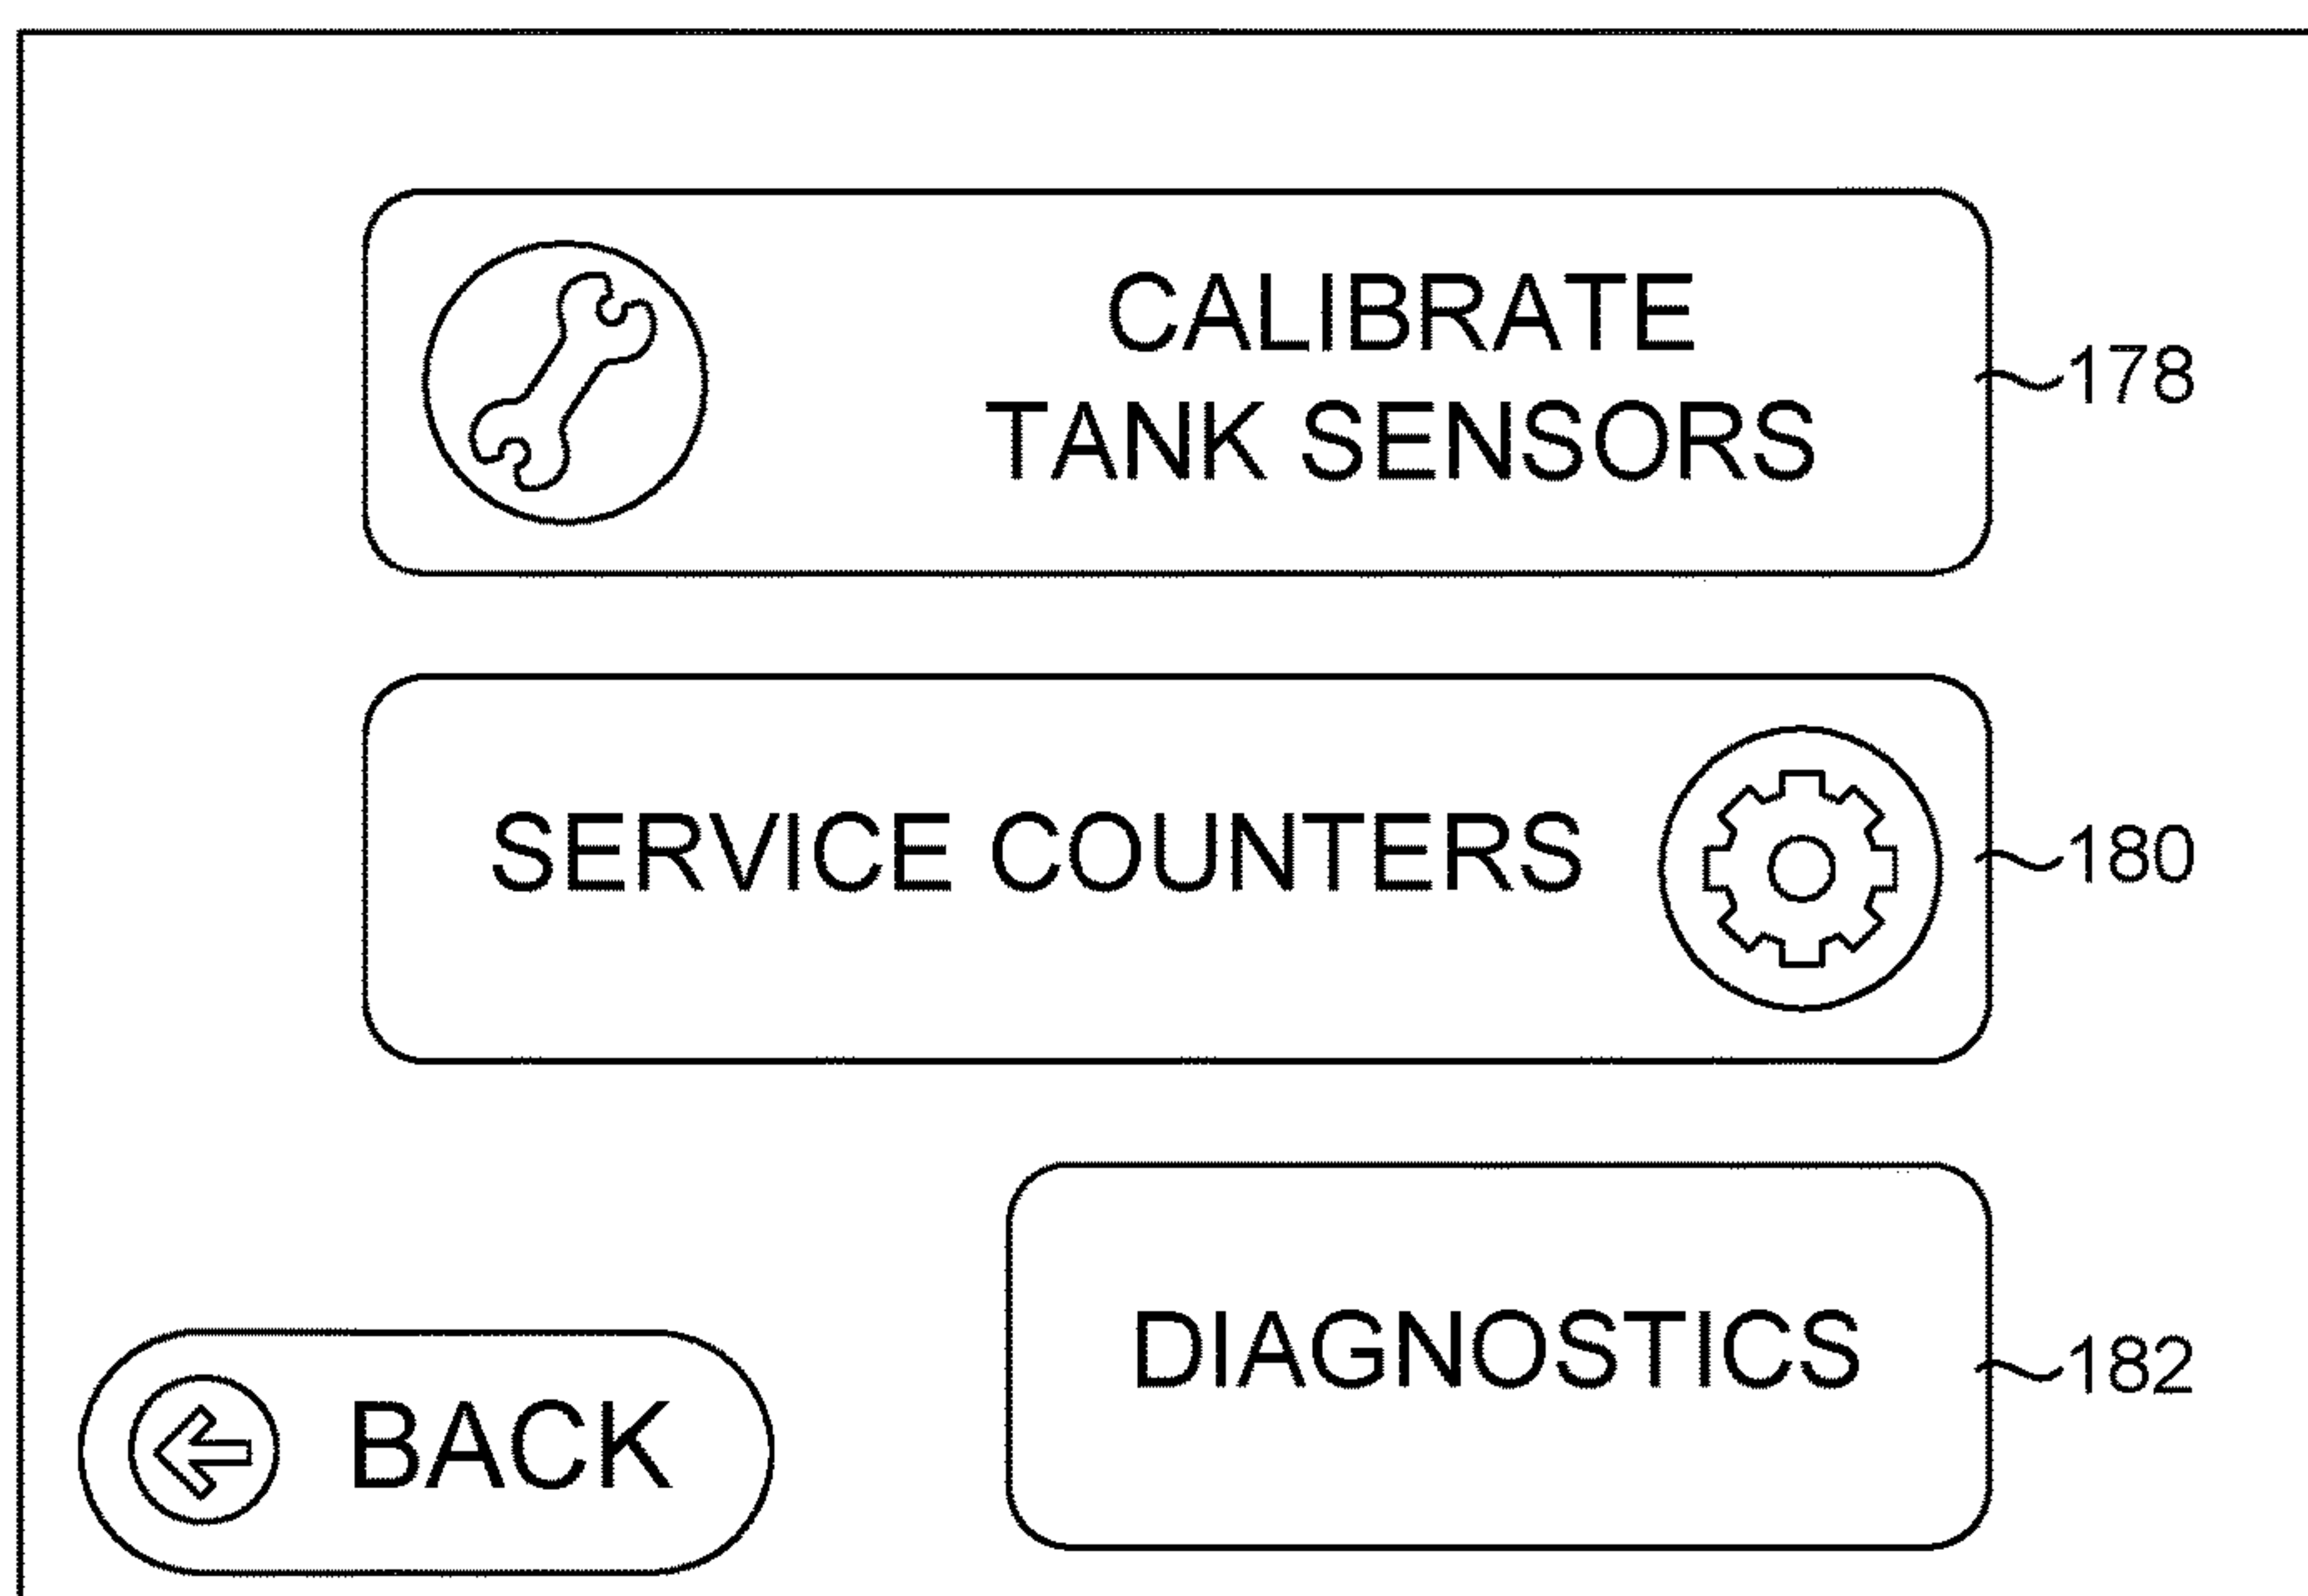 CALIBRATE
TANK SENSORS
178
SERVICE COUNTERS
180
DIAGNOSTICS
182
BACK